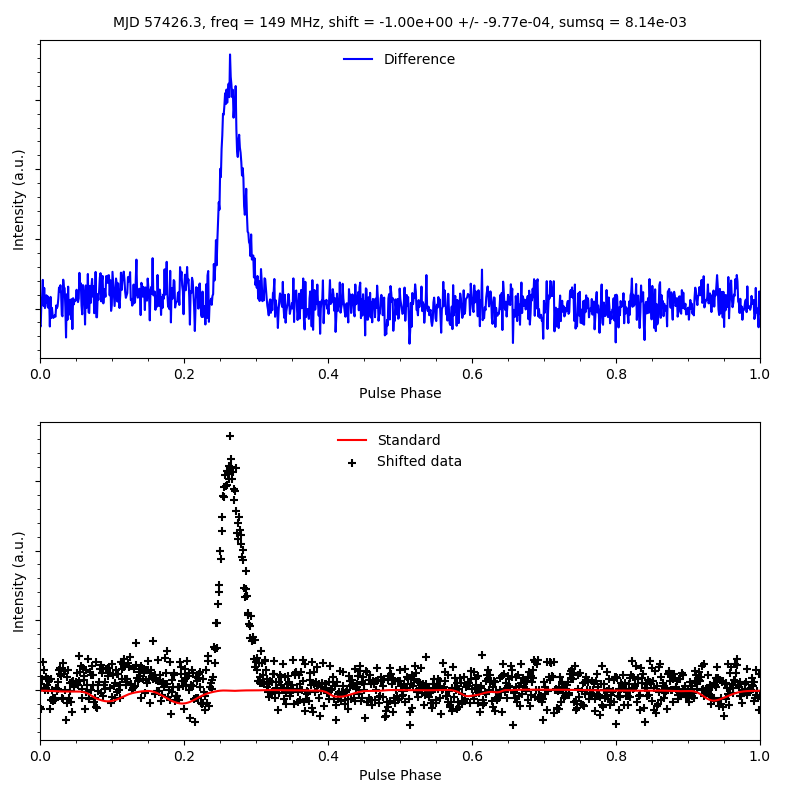 MJD 57426.3, freq = 149 MHz, shift = -1.00e+00 +/- -9.77e-04, sumsq = 8.14e-03
Difference
Intensity (a.u.)
0.0 0.2 0.4 0.6 0.8 1.0
Pulse Phase
Standard
Shifted data
Intensity (a.u.)
0.0 0.2 0.4 0.6 0.8 1.0
Pulse Phase